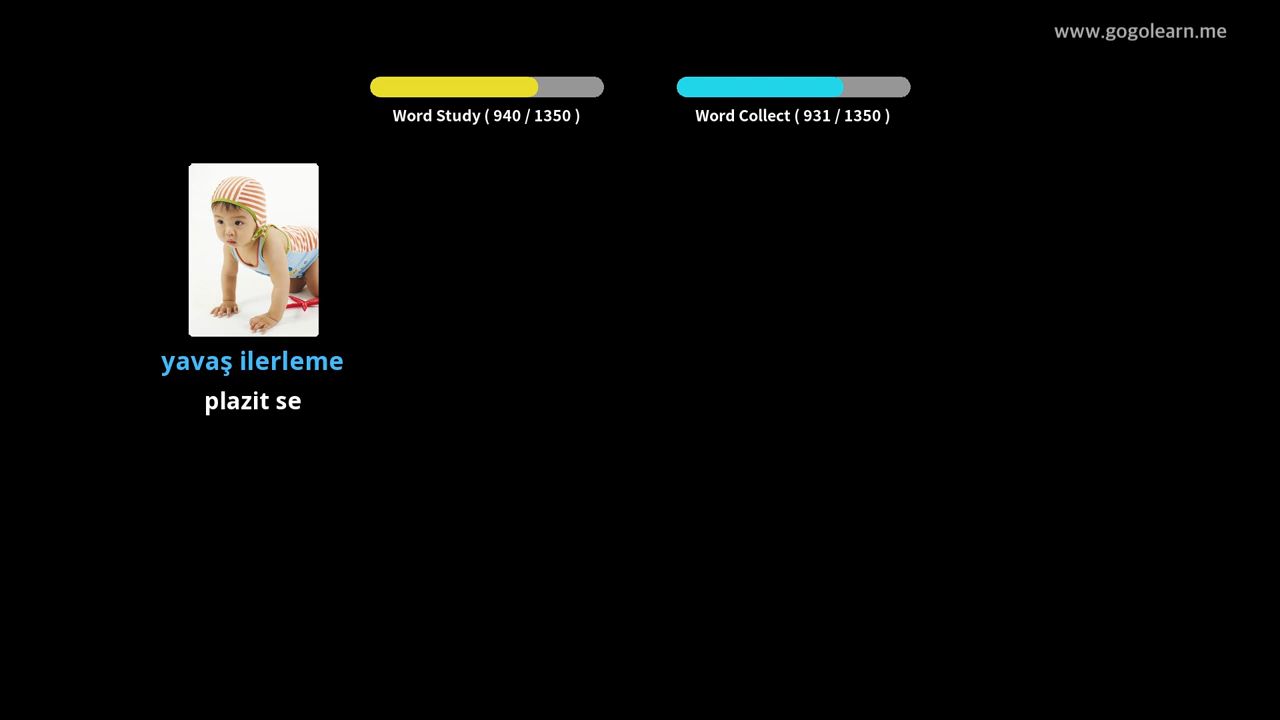 www.gogolearn.me
Word Study ( 940 / 1350 )
Word Collect ( 931 / 1350 )
yavaş ilerleme
plazit se